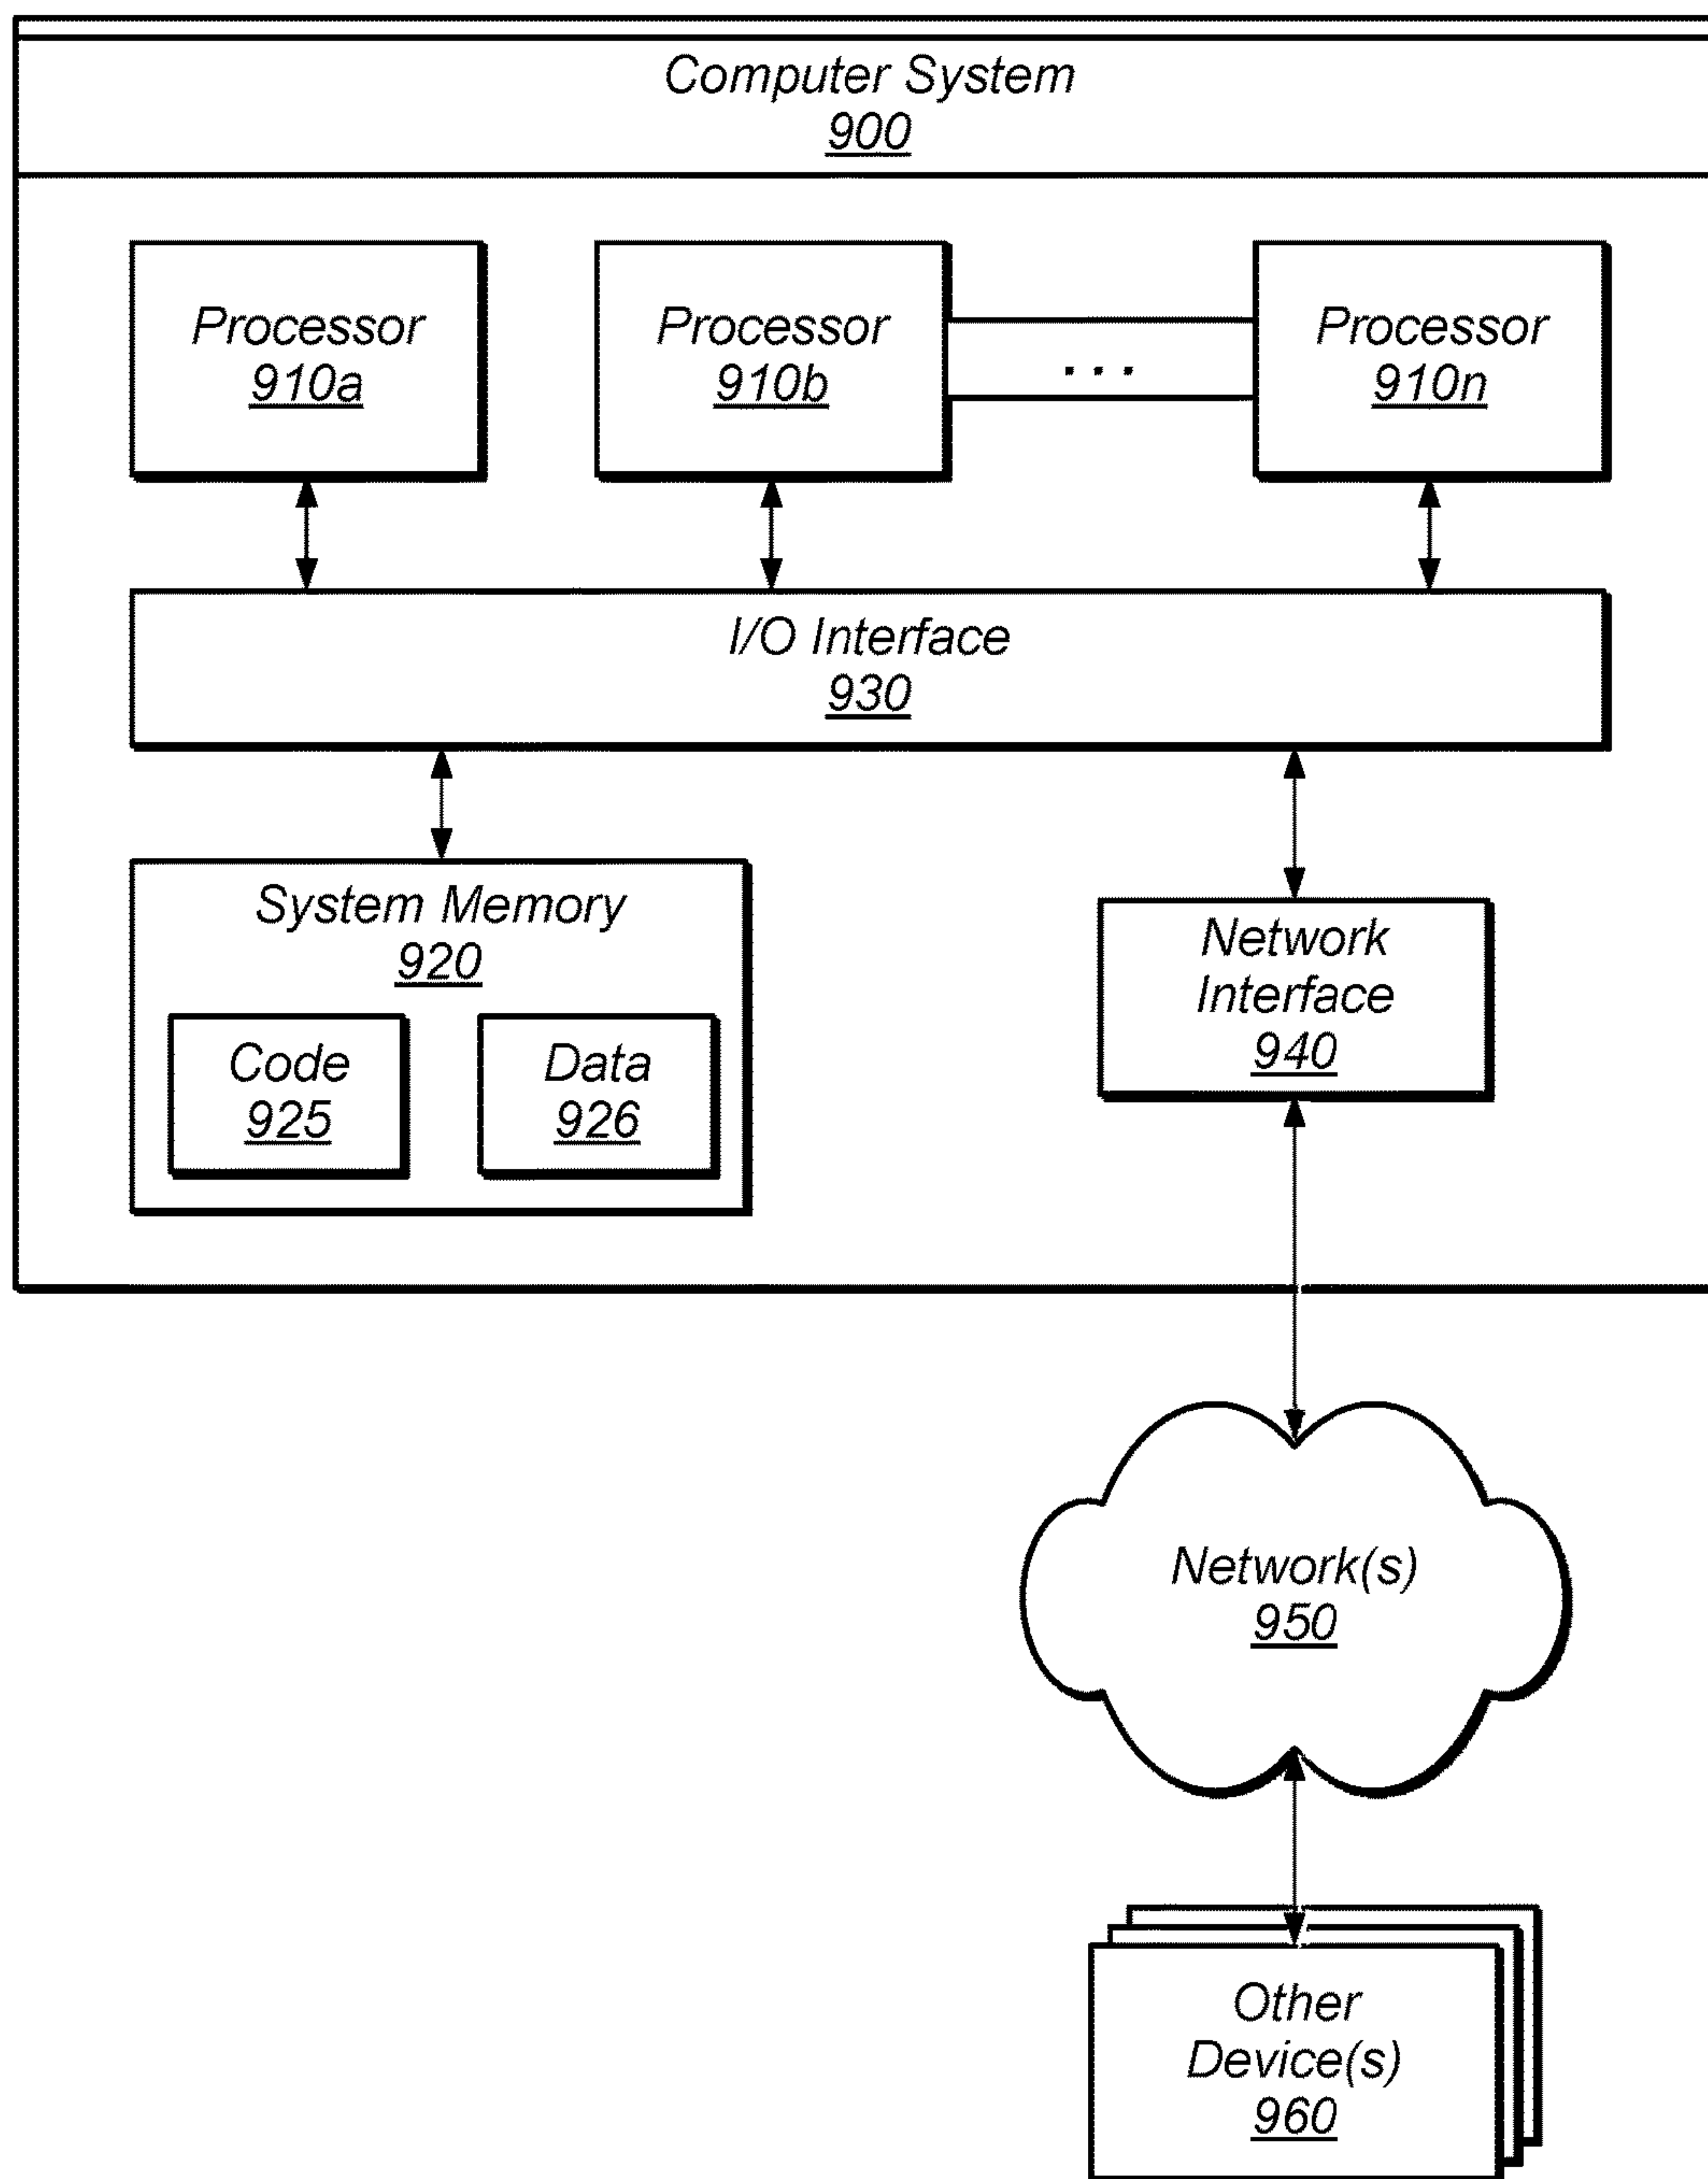 Computer System
900
Processor
910a
Processor
910b
. . .
Processor
910n
I/O Interface
930
System Memory
920
Code
925
Data
926
Network
Interface
940
Network(s)
950
Other
Device(s)
960